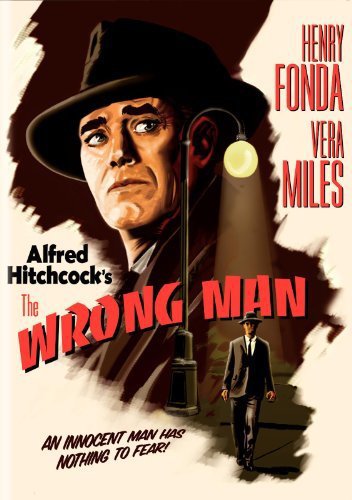 HENRY
FONDA
VERA
MILES
Alfred
Hitchcock's
The
WRONG MAN
AN INNOCENT MAN HAS
NOTHING TO FEAR!